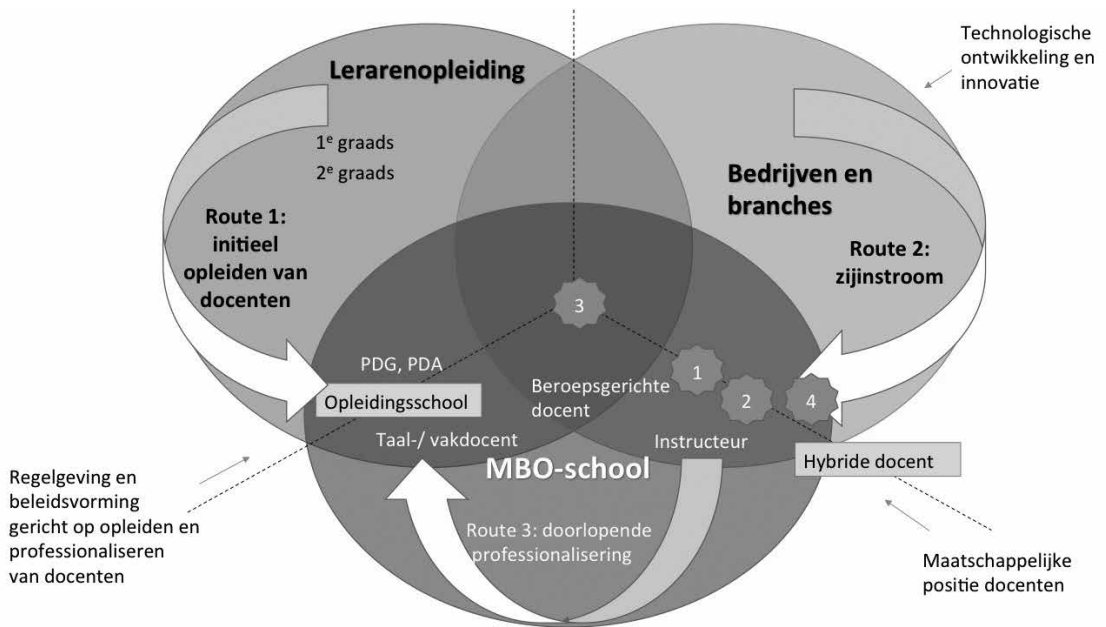 Lerarenopleiding
1e graads
2e graads
Route 1:
initieel
opleiden van
docenten
Technologische
ontwikkeling en
innovatie
Bedrijven en
branches
Route 2:
zijinstroom
3
PDG, PDA
Opleidingsschool
Taal-/ vakdocent
Beroepsgerichte
docent
1
2
4
Instructeur
Hybride docent
MBO-school
Route 3: doorlopende
professionalisering
Regelgeving en
beleidsvorming
gericht op opleiden en
professionaliseren
van docenten
Maatschappelijke
positie docenten